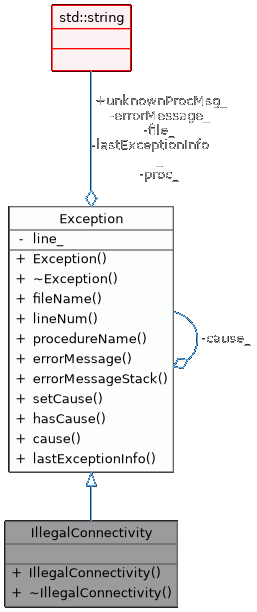 std::string
+unknownProcMsg_
-errorMessage_
-file_
-lastExceptionInfo
_
-proc_
Exception
- line_
+ Exception()
+ ~Exception()
+ fileName()
+ lineNum()
+ procedureName()
+ errorMessage()
+ errorMessageStack()
+ setCause()
+ hasCause()
+ cause()
+ lastExceptionInfo()
-cause_
IllegalConnectivity
+ IllegalConnectivity()
+ ~IllegalConnectivity()